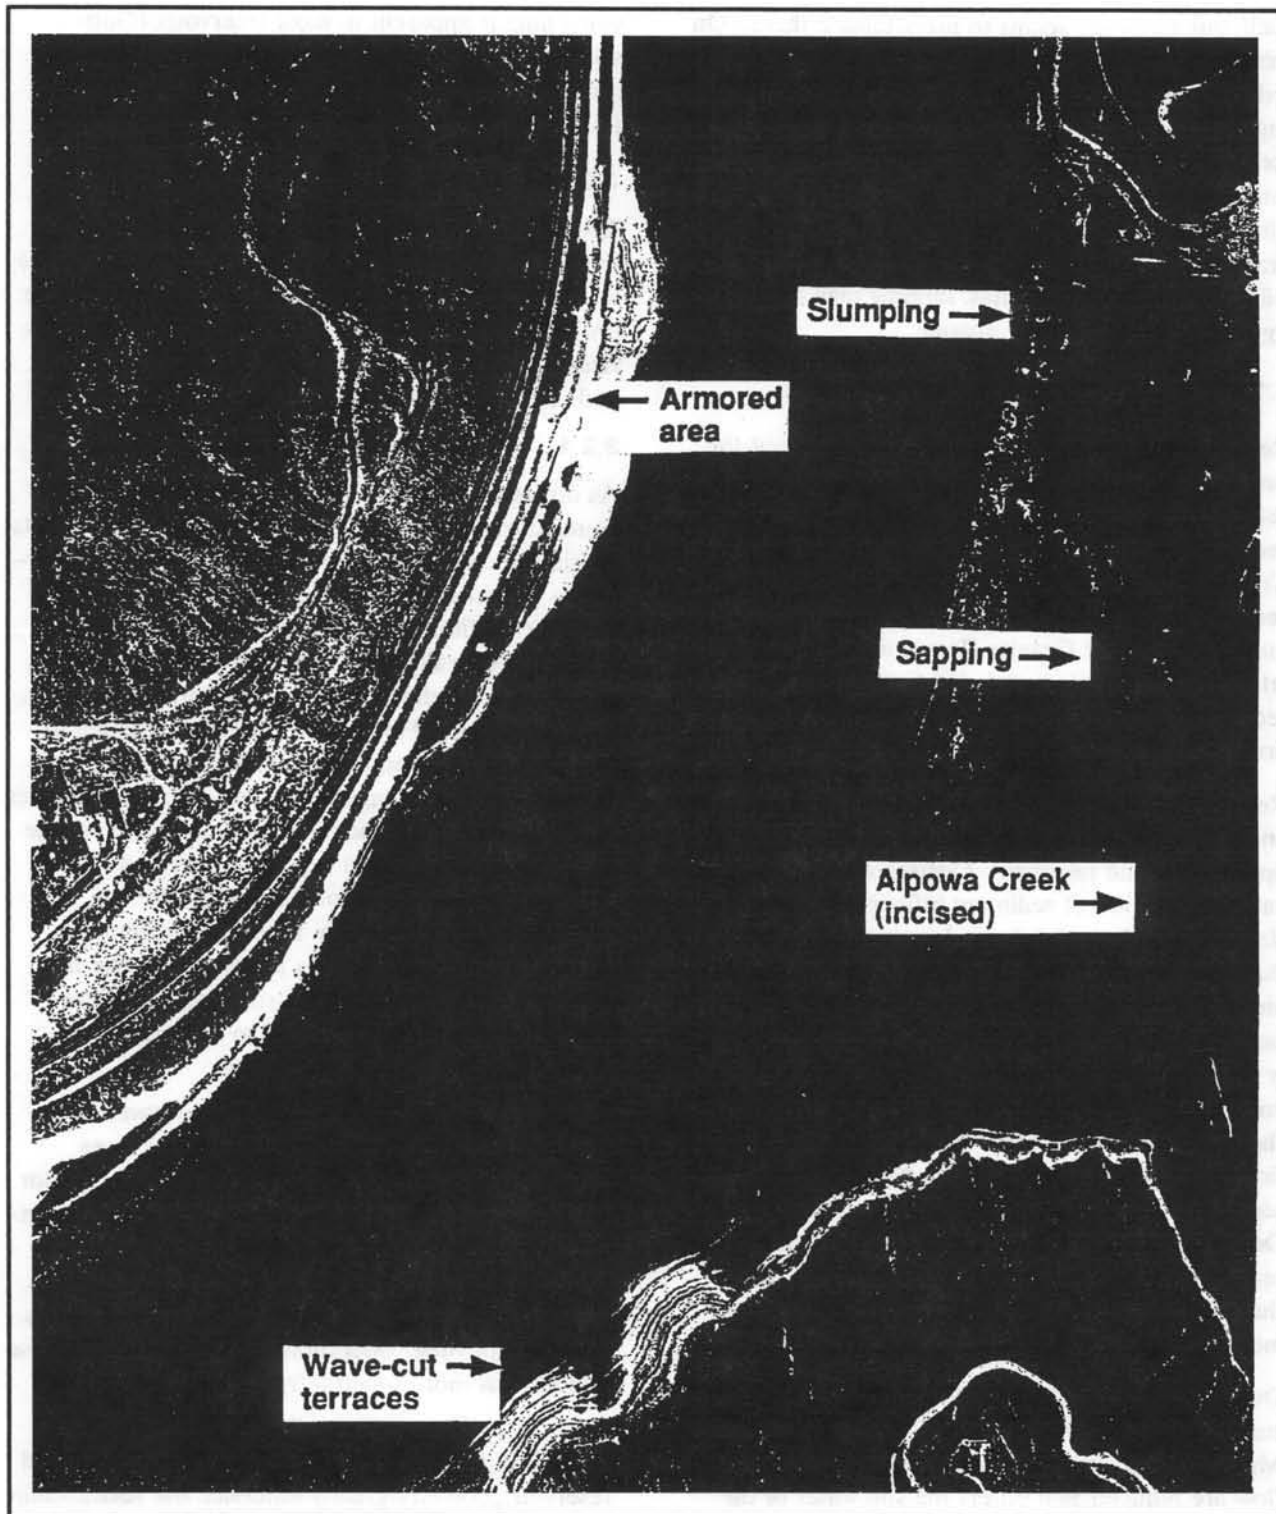 Slumping
Armored
area
Sapping
Alpowa Creek
(incised)
Wave-cut
terraces